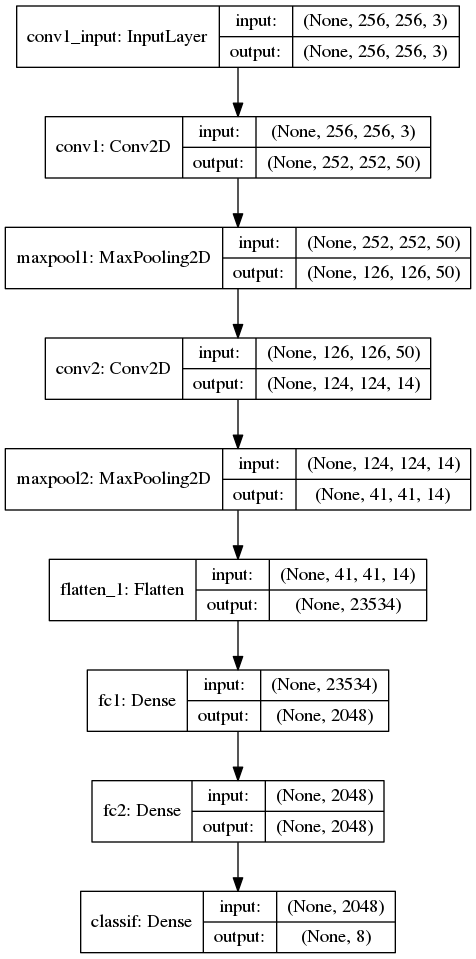 conv1_input: InputLayer
input: (None, 256, 256, 3)
output: (None, 256, 256, 3)
conv1: Conv2D
input: (None, 256, 256, 3)
output: (None, 252, 252, 50)
maxpool1: MaxPooling2D
input: (None, 252, 252, 50)
output: (None, 126, 126, 50)
conv2: Conv2D
input: (None, 126, 126, 50)
output: (None, 124, 124, 14)
maxpool2: MaxPooling2D
input: (None, 124, 124, 14)
output: (None, 41, 41, 14)
flatten_1: Flatten
input: (None, 41, 41, 14)
output: (None, 23534)
fc1: Dense
input: (None, 23534)
output: (None, 2048)
fc2: Dense
input: (None, 2048)
output: (None, 2048)
classif: Dense
input: (None, 2048)
output: (None, 8)